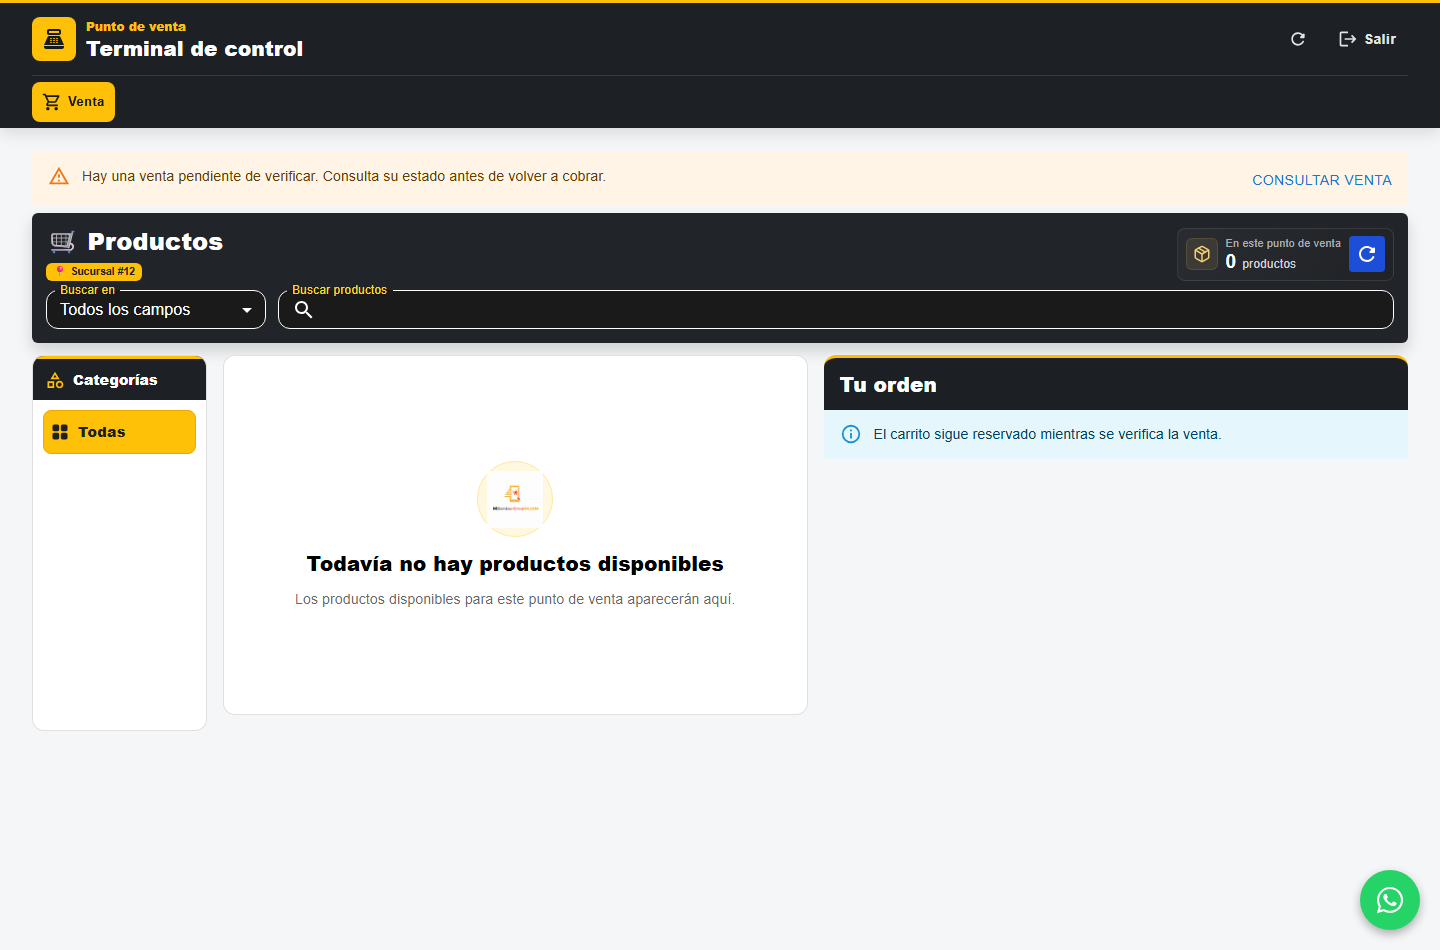 Punto de venta
Terminal de control
Salir
Venta
Hay una venta pendiente de verificar. Consulta su estado antes de volver a cobrar.
CONSULTAR VENTA
Productos
Sucursal #12
En este punto de venta
0 productos
Buscar en
Todos los campos
Buscar productos
Categorías
Todas
Todavía no hay productos disponibles
Los productos disponibles para este punto de venta aparecerán aquí.
Tu orden
El carrito sigue reservado mientras se verifica la venta.